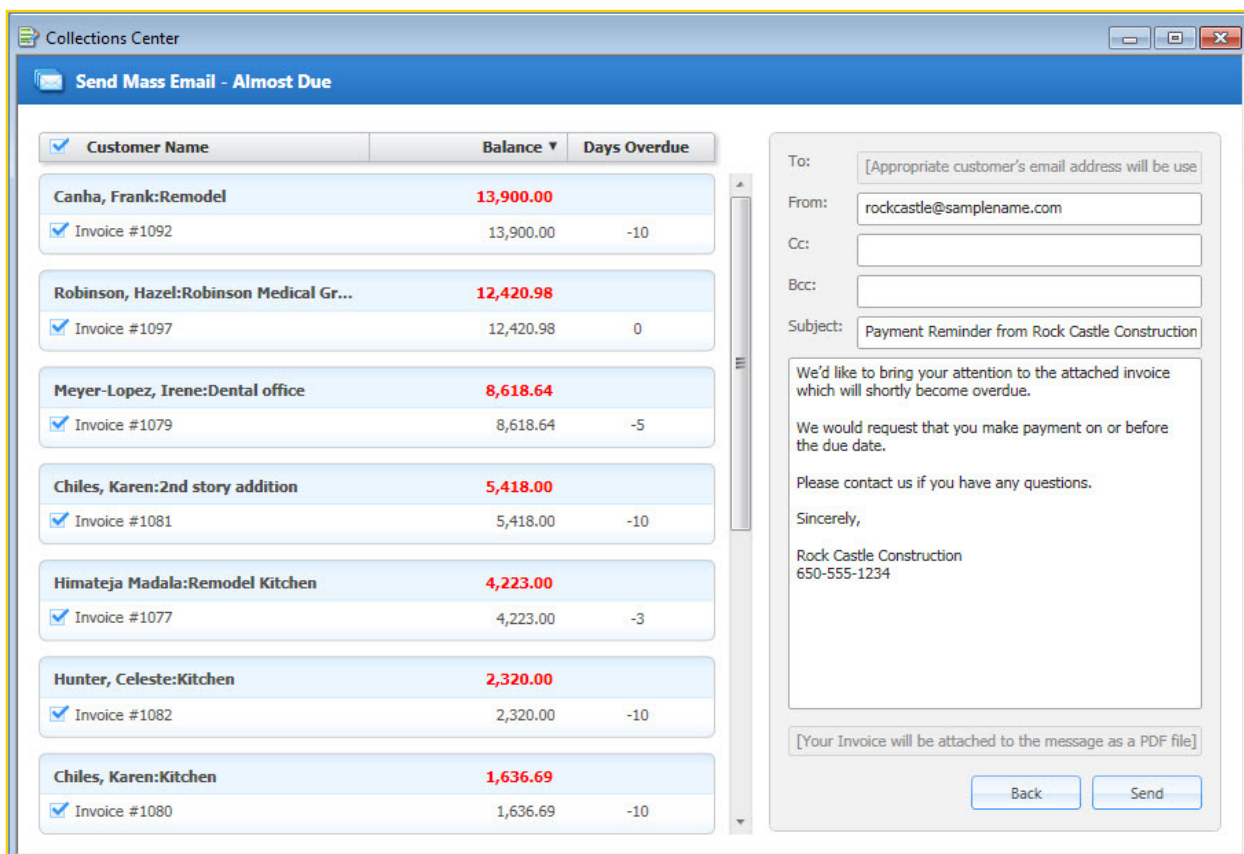 Collections Center
Send Mass Email - Almost Due
Customer Name Balance ▼ Days Overdue
Canha, Frank:Remodel 13,900.00
Invoice #1092 13,900.00 -10
Robinson, Hazel:Robinson Medical Gr... 12,420.98
Invoice #1097 12,420.98 0
Meyer-Lopez, Irene:Dental office 8,618.64
Invoice #1079 8,618.64 -5
Chiles, Karen:2nd story addition 5,418.00
Invoice #1081 5,418.00 -10
Himateja Madala:Remodel Kitchen 4,223.00
Invoice #1077 4,223.00 -3
Hunter, Celeste:Kitchen 2,320.00
Invoice #1082 2,320.00 -10
Chiles, Karen:Kitchen 1,636.69
Invoice #1080 1,636.69 -10
To: [Appropriate customer's email address will be use
From: rockcastle@samplename.com
Cc:
Bcc:
Subject: Payment Reminder from Rock Castle Construction
We'd like to bring your attention to the attached invoice
which will shortly become overdue.
We would request that you make payment on or before
the due date.
Please contact us if you have any questions.
Sincerely,
Rock Castle Construction
650-555-1234
[Your Invoice will be attached to the message as a PDF file]
Back Send